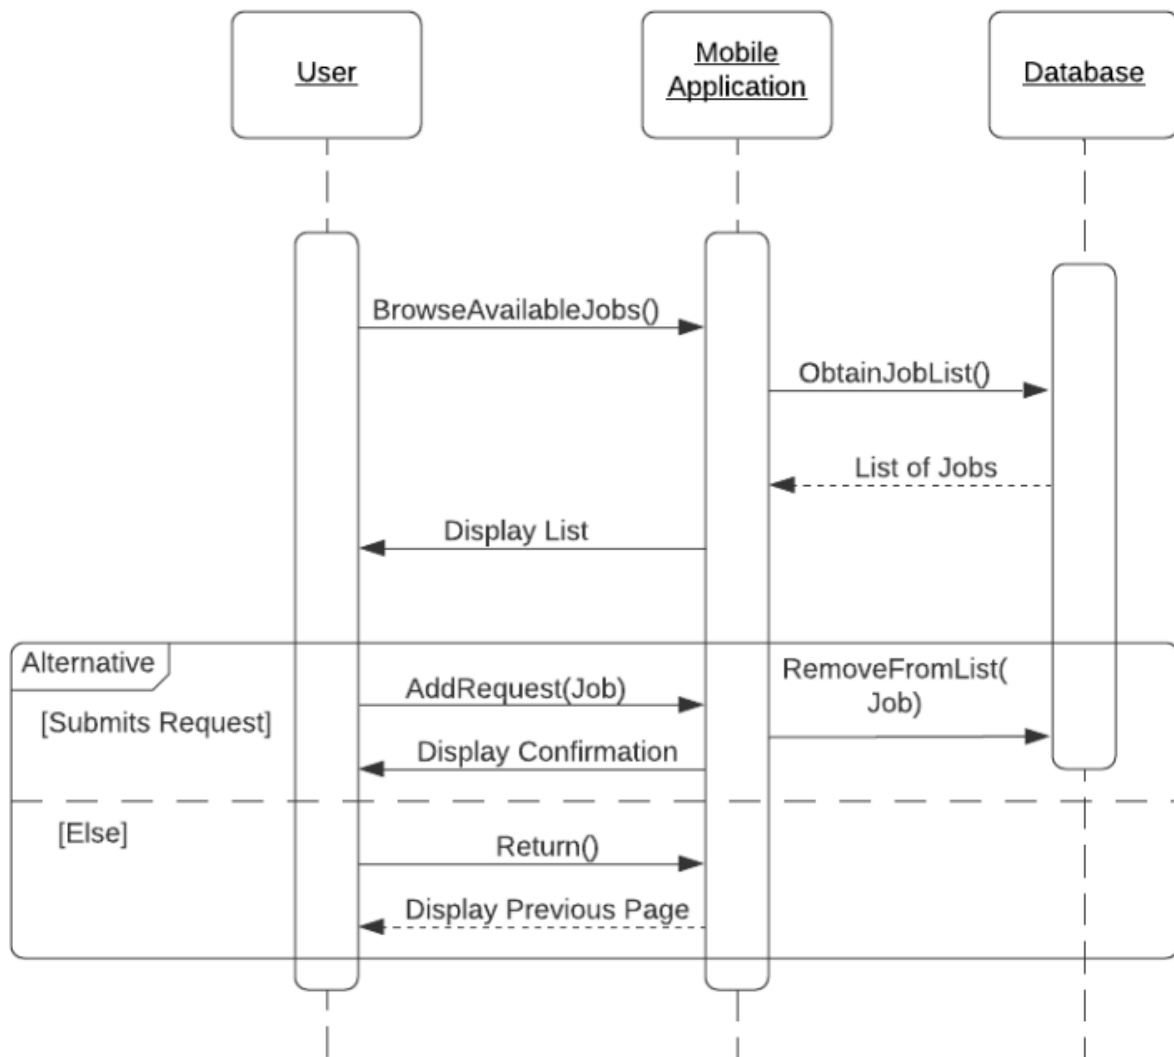 User
Mobile
Application
Database
BrowseAvailableJobs()
ObtainJobList()
List of Jobs
Display List
Alternative
[Submits Request]
AddRequest(Job)
RemoveFromList(
Job)
Display Confirmation
[Else]
Return()
Display Previous Page